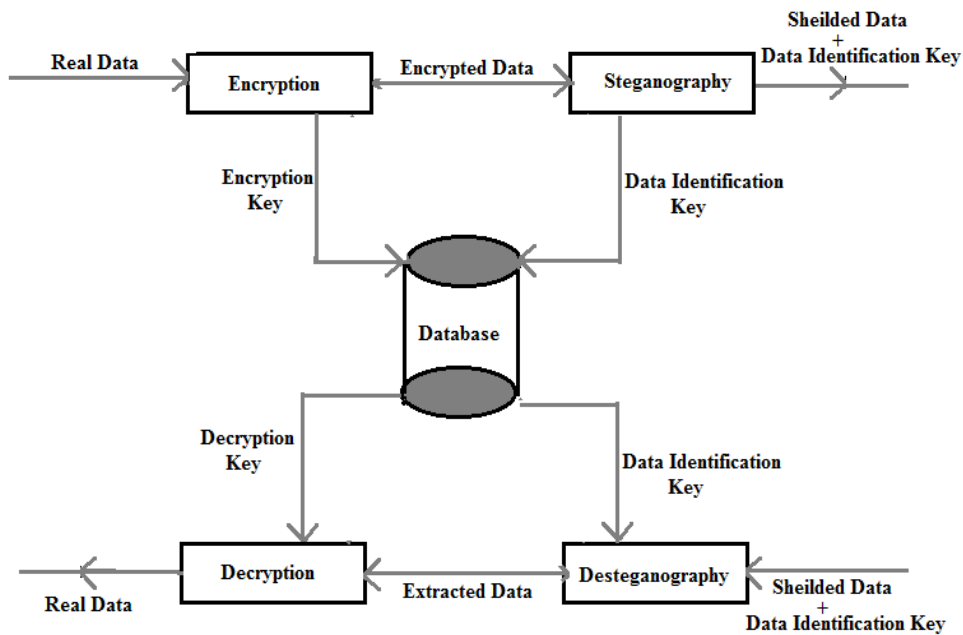 Sheilded Data
+
Data Identification Key
Real Data
Encrypted Data
Encryption
Steganography
Encryption
Key
Data Identification
Key
Database
Decryption
Key
Data Identification
Key
Decryption
Desteganography
Real Data
Extracted Data
Sheilded Data
+
Data Identification Key